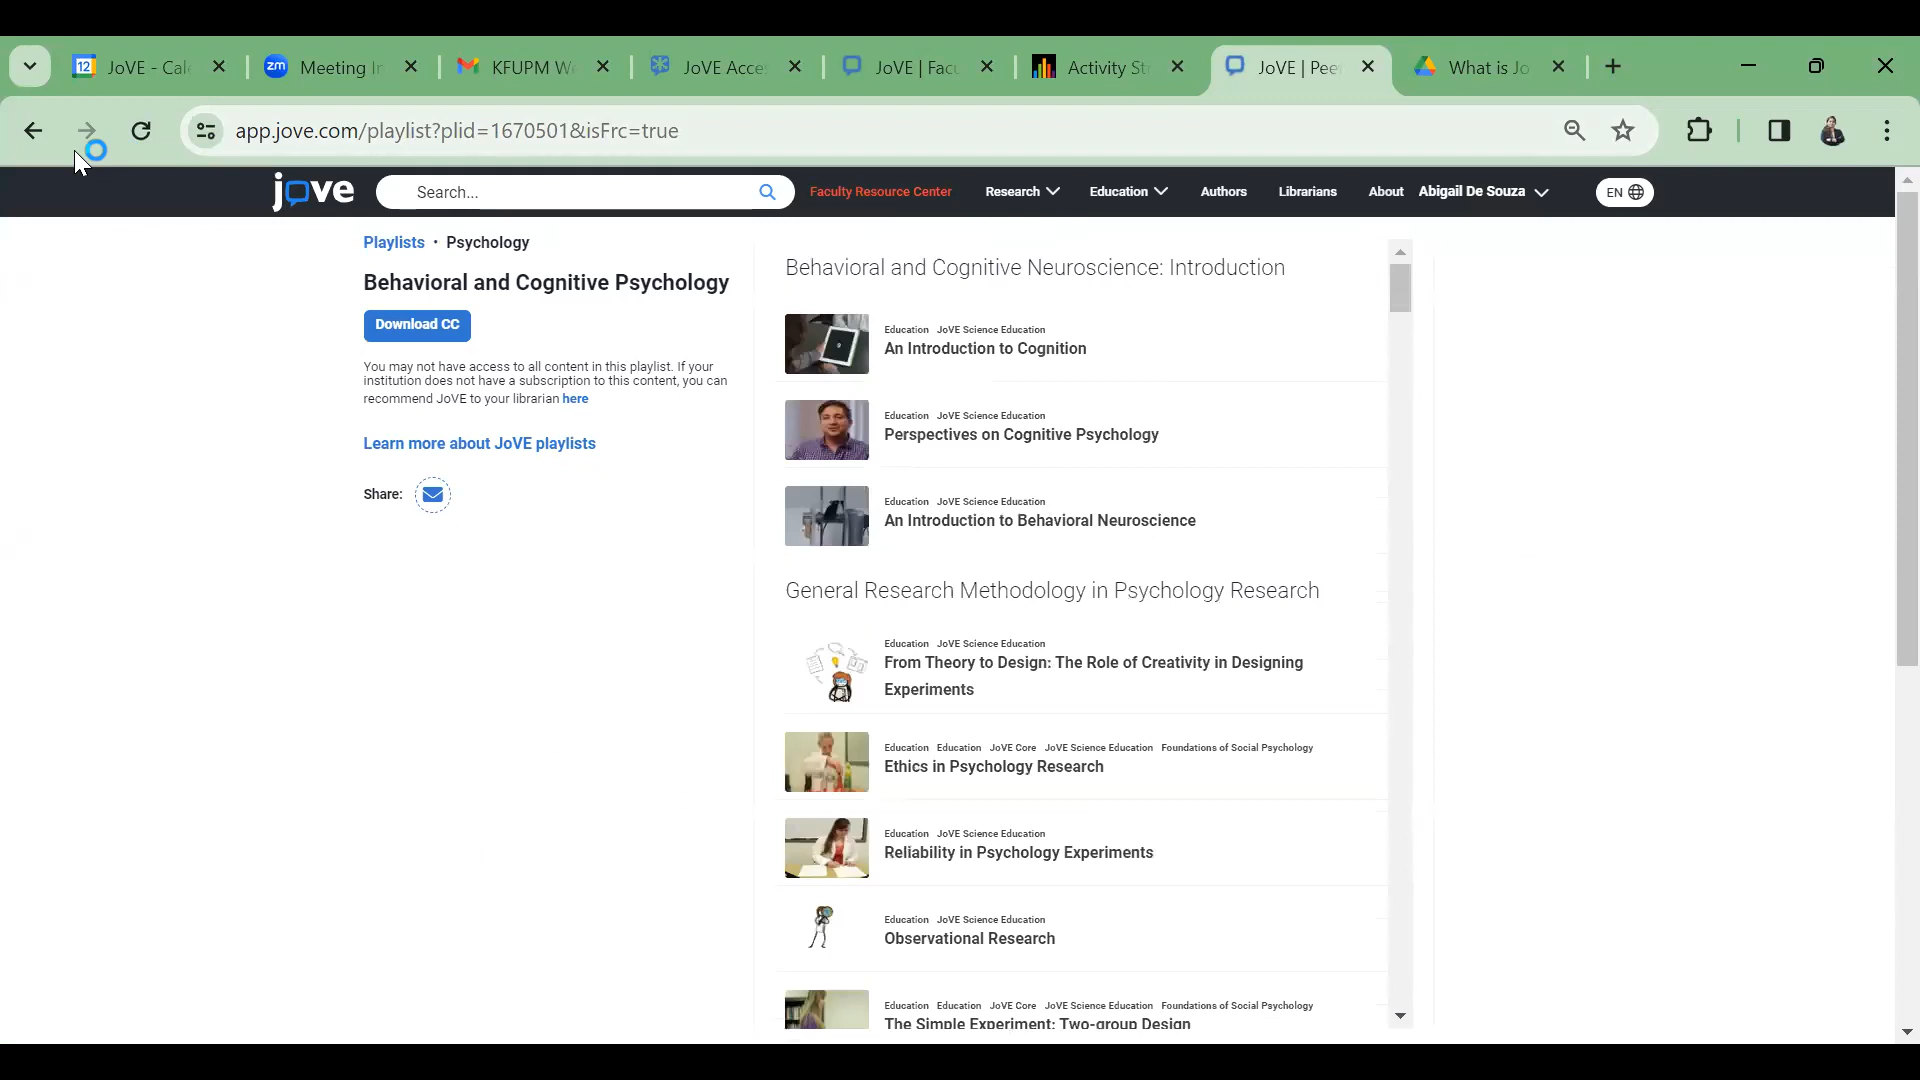 JoVE - Cal
Meeting In
KFUPM We
JoVE Acce
JoVE | Facu
Activity Str
JoVE | Peer
What is Jo
app.jove.com/playlist?plid=1670501&isFrc=true
jove
Search...
Faculty Resource Center
Research
Education
Authors
Librarians
About
Abigail De Souza
EN
Playlists • Psychology
Behavioral and Cognitive Psychology
Download CC
You may not have access to all content in this playlist. If your
institution does not have a subscription to this content, you can
recommend JoVE to your librarian here
Learn more about JoVE playlists
Share:
Behavioral and Cognitive Neuroscience: Introduction
Education JoVE Science Education
An Introduction to Cognition
Education JoVE Science Education
Perspectives on Cognitive Psychology
Education JoVE Science Education
An Introduction to Behavioral Neuroscience
General Research Methodology in Psychology Research
Education JoVE Science Education
From Theory to Design: The Role of Creativity in Designing
Experiments
Education Education JoVE Core JoVE Science Education Foundations of Social Psychology
Ethics in Psychology Research
Education JoVE Science Education
Reliability in Psychology Experiments
Education JoVE Science Education
Observational Research
Education Education JoVE Core JoVE Science Education Foundations of Social Psychology
The Simple Experiment: Two-group Design